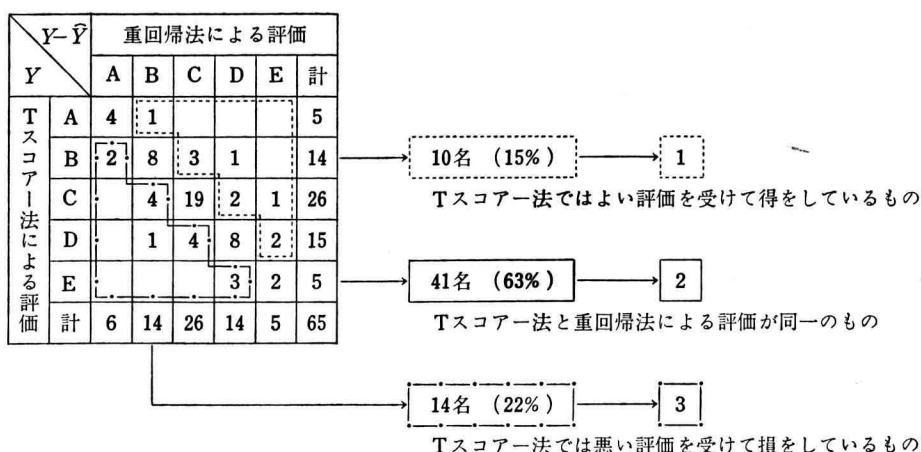 Y−Ŷ 重回帰法による評価
Y A B C D E 計
Tスコアー法による評価
A 4 1 5
B 2 8 3 1 14
C 4 19 2 1 26
D 1 4 8 2 15
E 3 2 5
計 6 14 26 14 5 65
10名 (15%) 1
Tスコアー法ではよい評価を受けて得をしているもの
41名 (63%) 2
Tスコアー法と重回帰法による評価が同一のもの
14名 (22%) 3
Tスコアー法では悪い評価を受けて損をしているもの